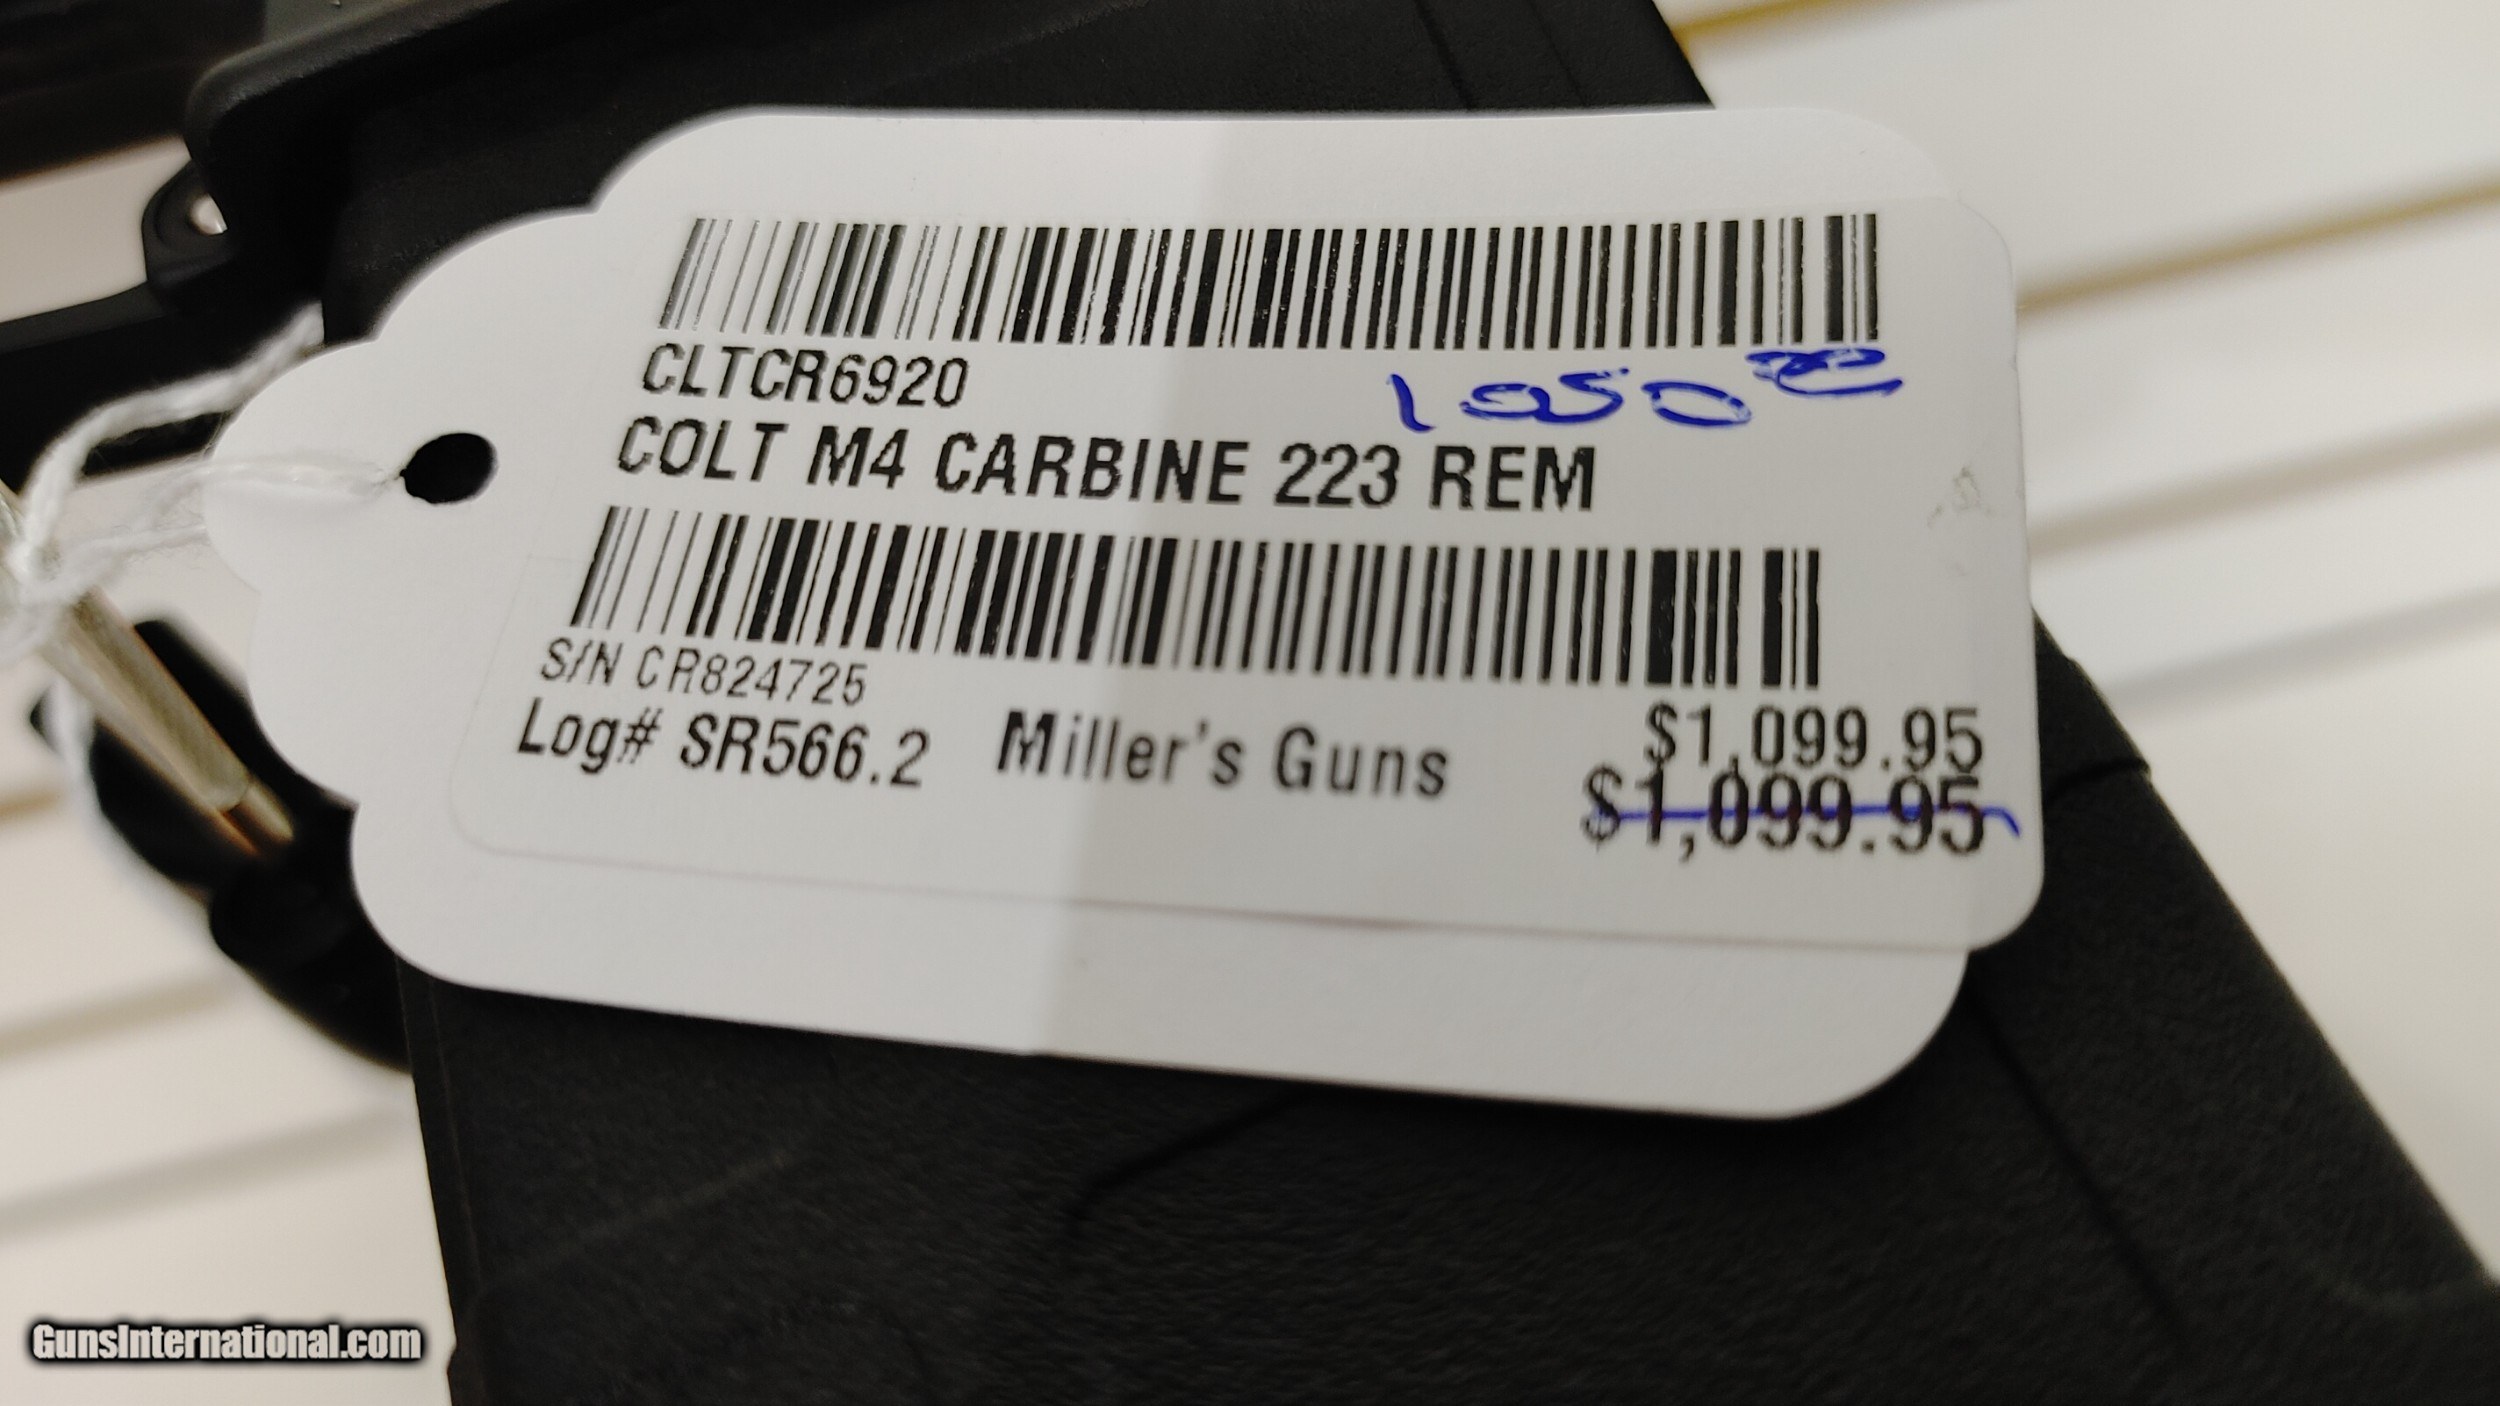 CLTCR6920
1050 00
COLT M4 CARBINE 223 REM
S/N CR824725
Log# SR566.2 Miller's Guns $1,099.95
$1,099.95
GunsInternational.com